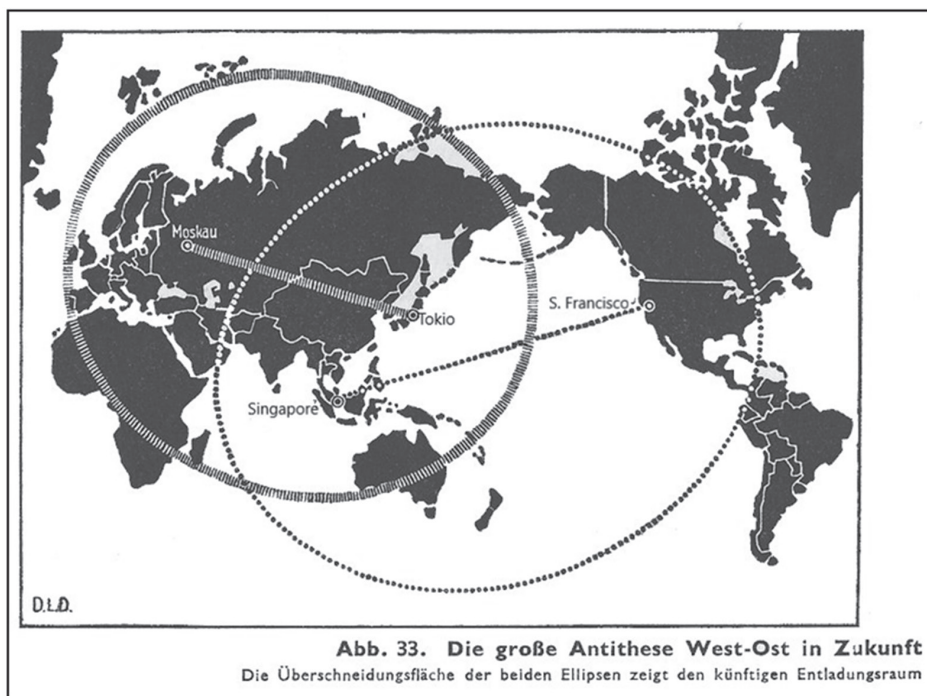 Moskau
Tokio
S. Francisco
Singapore
D.L.D.
Abb. 33. Die große Antithese West-Ost in Zukunft
Die Überschneidungsfläche der beiden Ellipsen zeigt den künftigen Entladungsraum